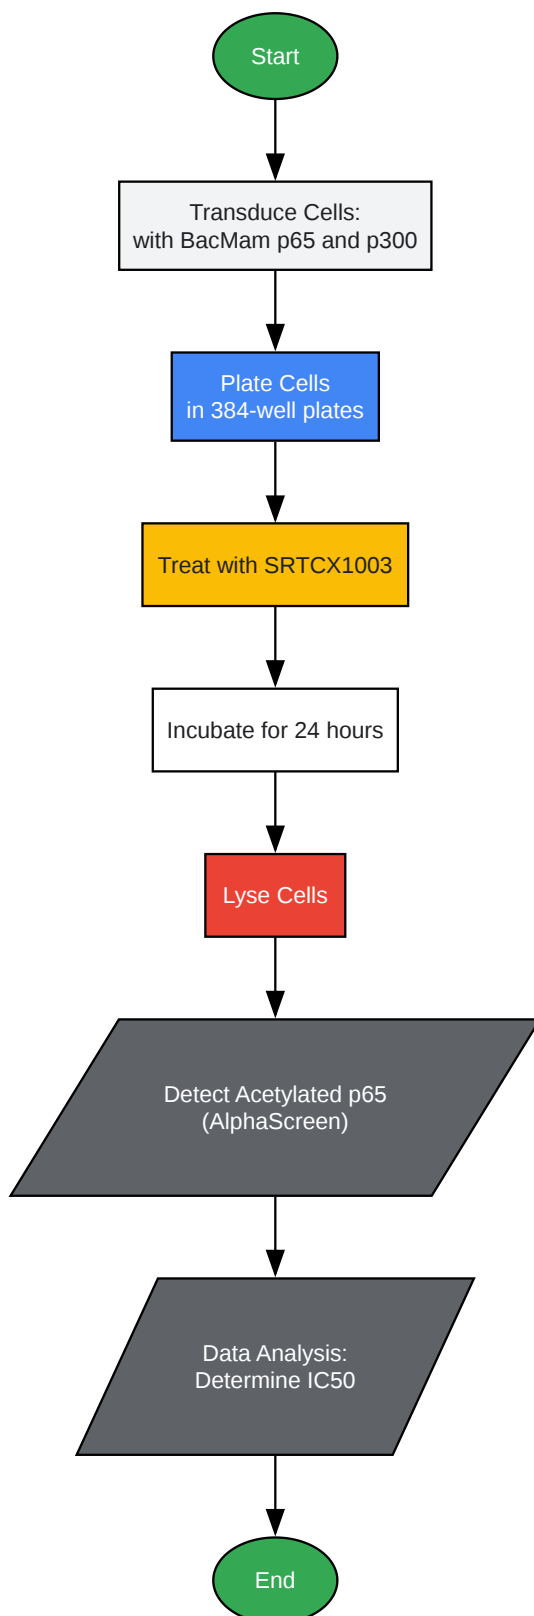 Start
Transduce Cells:
with BacMam p65 and p300
Plate Cells
in 384-well plates
Treat with SRTCX1003
Incubate for 24 hours
Lyse Cells
Detect Acetylated p65
(AlphaScreen)
Data Analysis:
Determine IC50
End